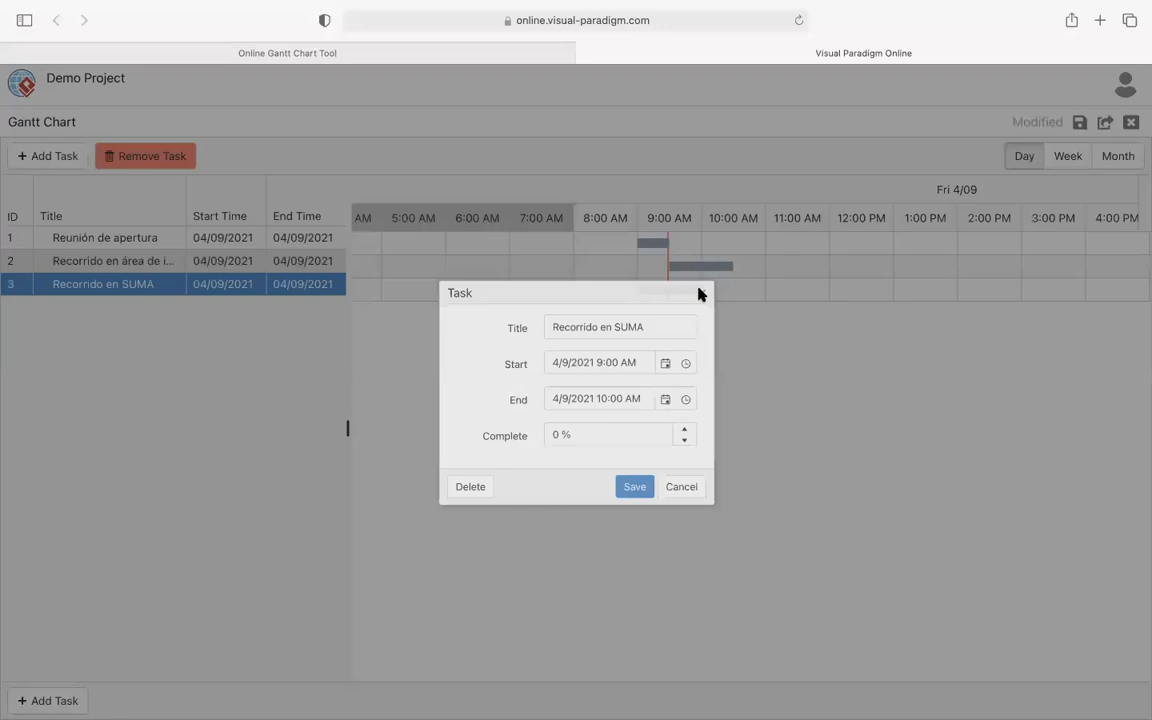 online.visual-paradigm.com
Online Gantt Chart Tool
Visual Paradigm Online
Demo Project
Gantt Chart
Modified
+ Add Task
Remove Task
Day
Week
Month
Fri 4/09
ID
Title
Start Time
End Time
AM
5:00 AM
6:00 AM
7:00 AM
8:00 AM
9:00 AM
10:00 AM
11:00 AM
12:00 PM
1:00 PM
2:00 PM
3:00 PM
4:00 PM
1 Reunión de apertura 04/09/2021 04/09/2021
2 Recorrido en área de i... 04/09/2021 04/09/2021
3 Recorrido en SUMA 04/09/2021 04/09/2021
Task
Title Recorrido en SUMA
Start 4/9/2021 9:00 AM
End 4/9/2021 10:00 AM
Complete 0 %
Delete
Save
Cancel
+ Add Task